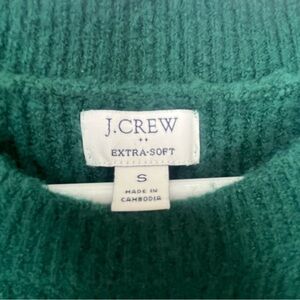 J.CREW
++
EXTRA-SOFT
S
MADE IN
CAMBODIA